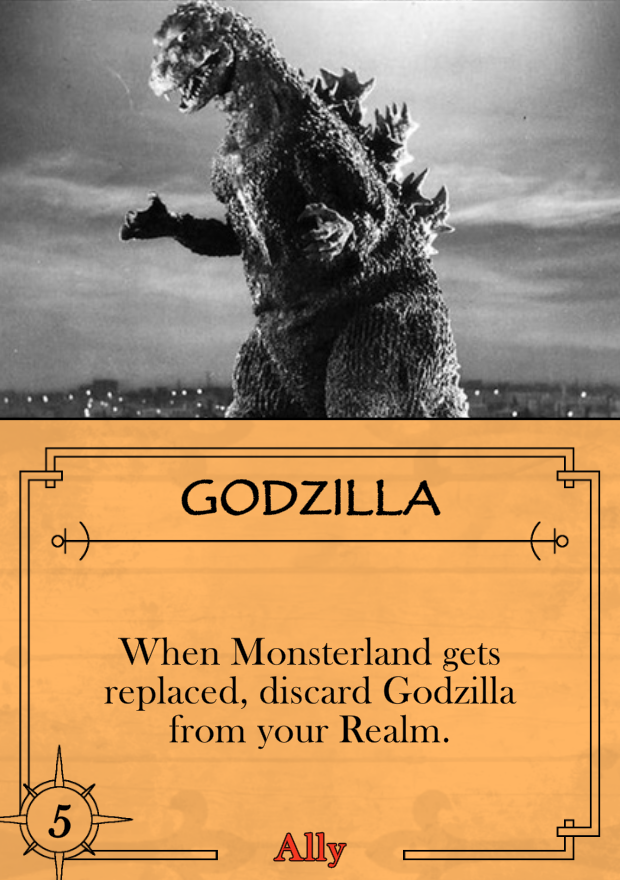 GODZILLA
When Monsterland gets
replaced, discard Godzilla
from your Realm.
5
Ally